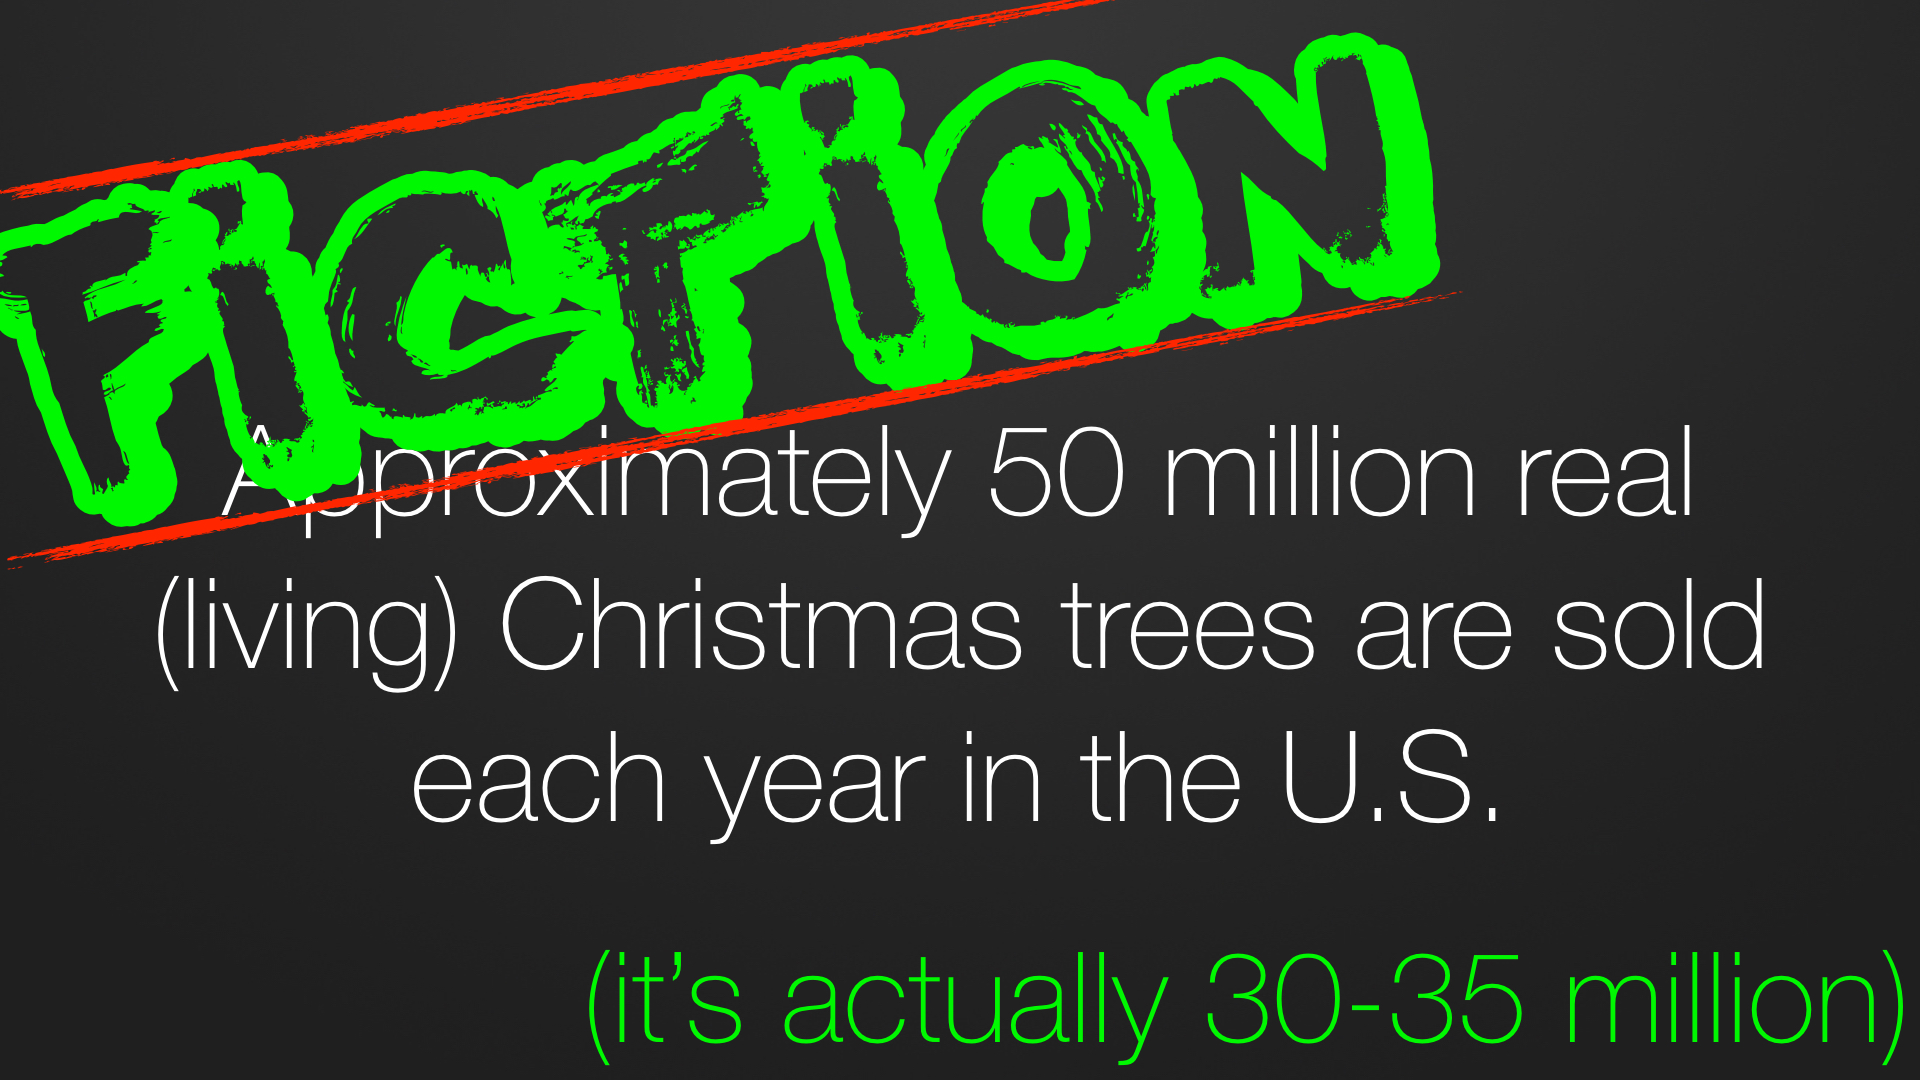 FiCTiON
Approximately 50 million real
(living) Christmas trees are sold
each year in the U.S.
(it’s actually 30-35 million)